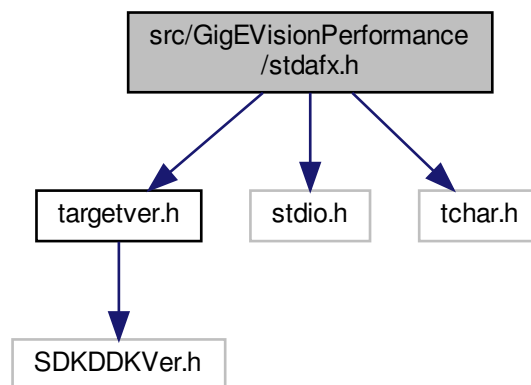 src/GigEVisionPerformance
/stdafx.h
targetver.h
stdio.h
tchar.h
SDKDDKVer.h